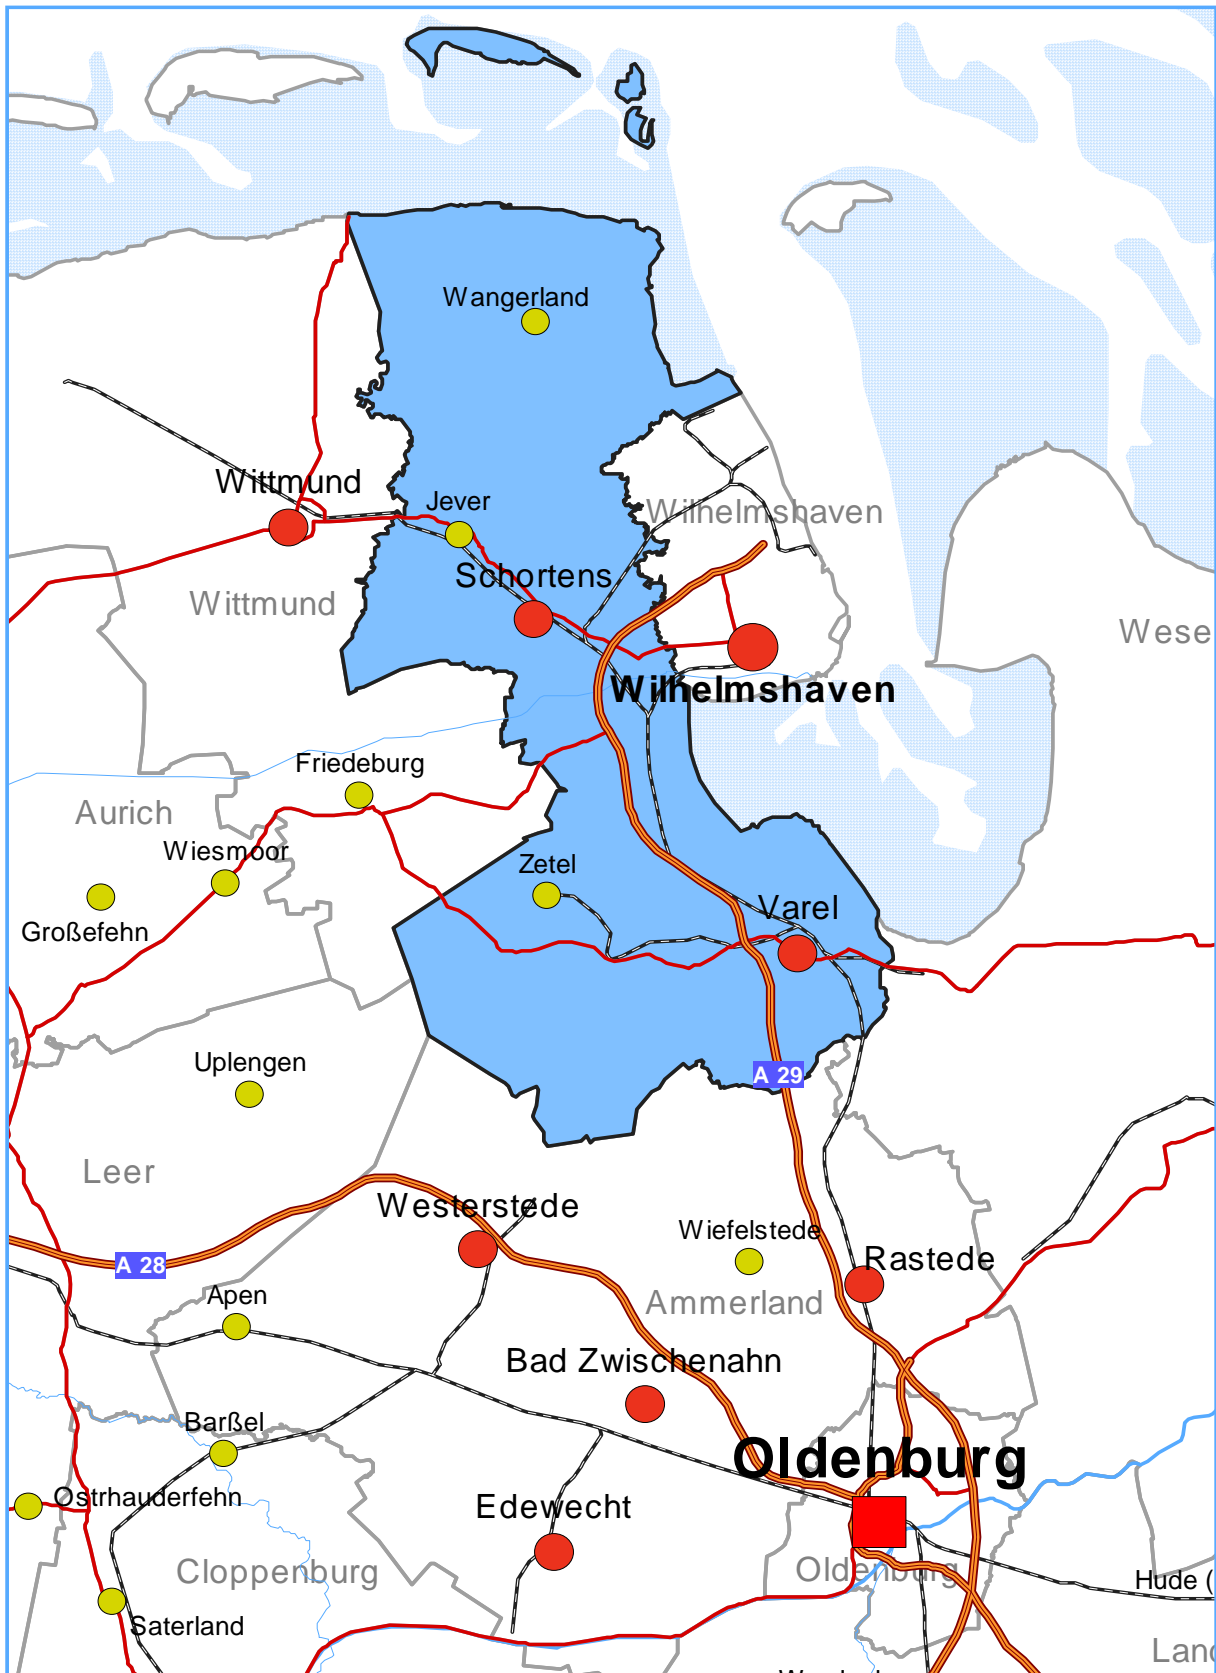 Wangerland
Wittmund
Jever
Wilhelmshaven
Schortens
Wittmund
Wese
Wilhelmshaven
Friedeburg
Aurich
Wiesmoor
Zetel
Varel
Großefehn
Uplengen
A 29
Leer
Westerstede
Wiefelstede
A 28
Rastede
Apen
Ammerland
Bad Zwischenahn
Barßel
Oldenburg
Ostrhauderfehn
Edewecht
Cloppenburg
Oldenburg
Hude (
Saterland
Land